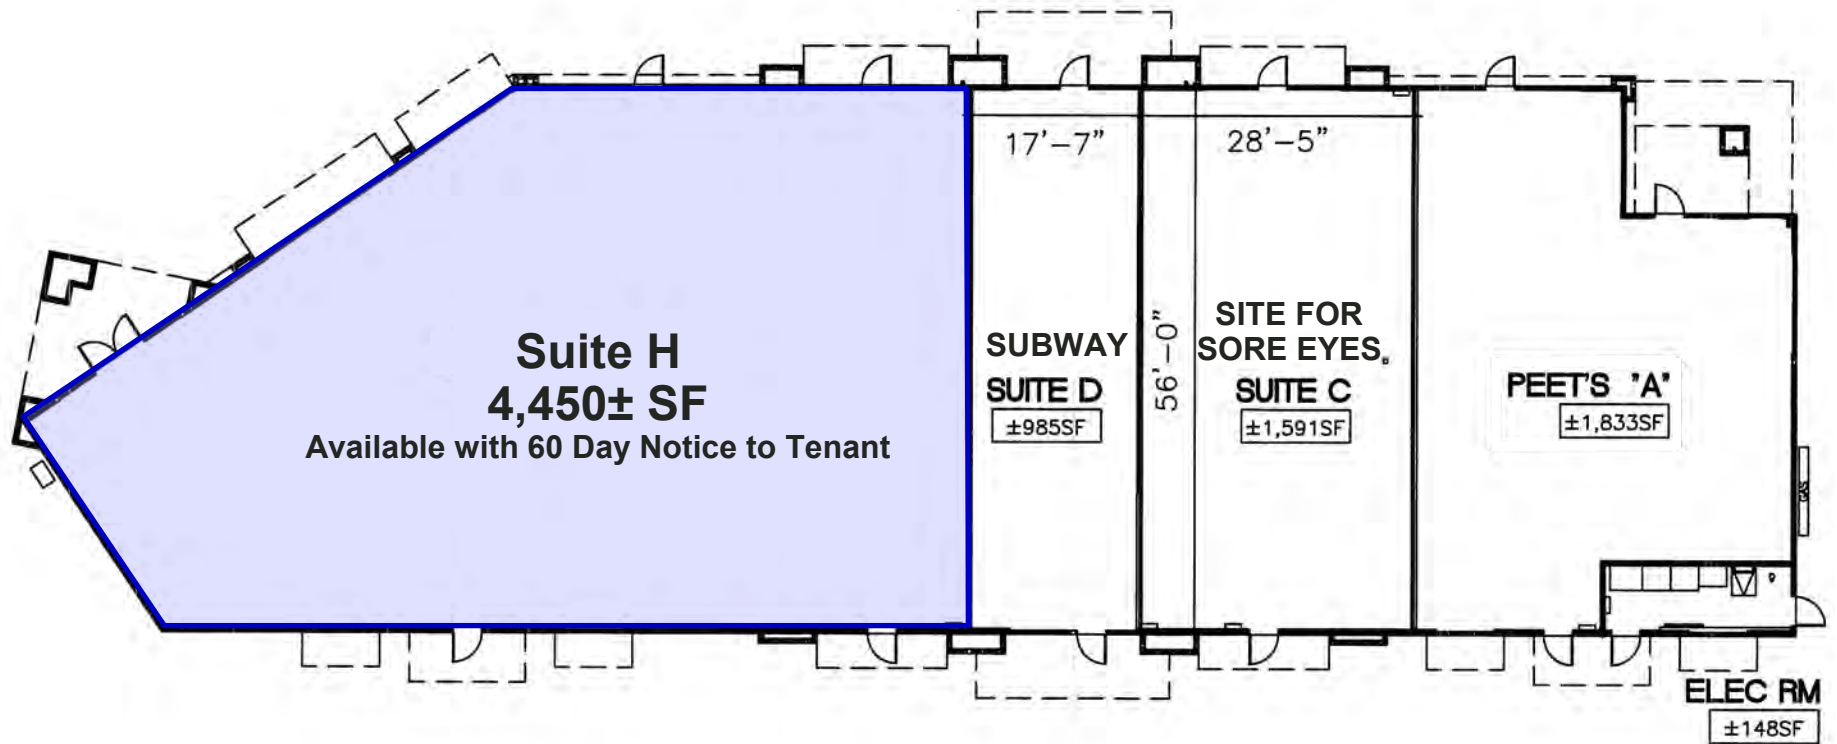 17'-7"
28'-5"
56'-0"
Suite H
4,450± SF
Available with 60 Day Notice to Tenant
SUBWAY
SUITE D
±985SF
SITE FOR
SORE EYES
SUITE C
±1,591SF
PEET'S "A"
±1,833SF
GAS
ELEC RM
±148SF